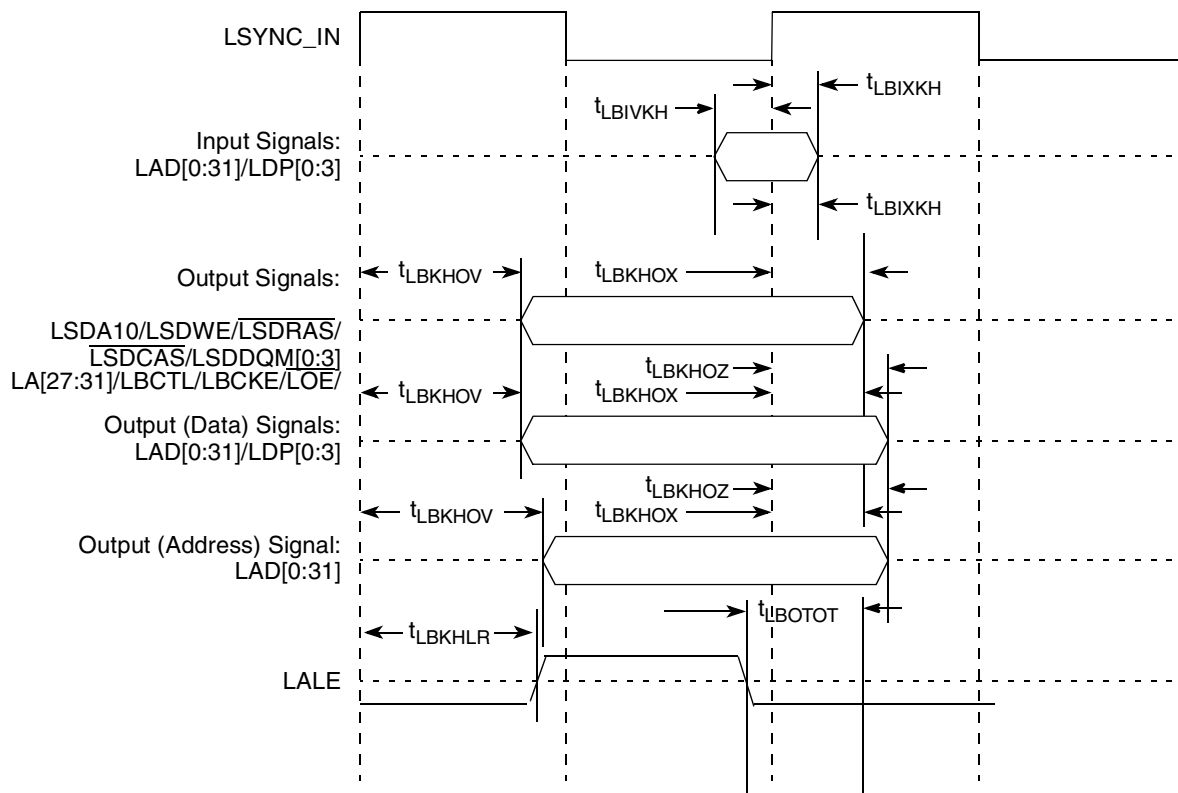 LSYNC_IN
tLBIXKH
tLBIVKH
Input Signals:
LAD[0:31]/LDP[0:3]
tLBIXKH
Output Signals:
tLBKHOV
tLBKHOX
LSDA10/LSDWE/LSDRAS/
LSDCAS/LSDDQM[0:3]
LA[27:31]/LBCTL/LBCKE/LOE/
tLBKHOZ
tLBKHOV
tLBKHOX
Output (Data) Signals:
LAD[0:31]/LDP[0:3]
tLBKHOZ
tLBKHOV
tLBKHOX
Output (Address) Signal:
LAD[0:31]
tLBOTOT
tLBKHLR
LALE